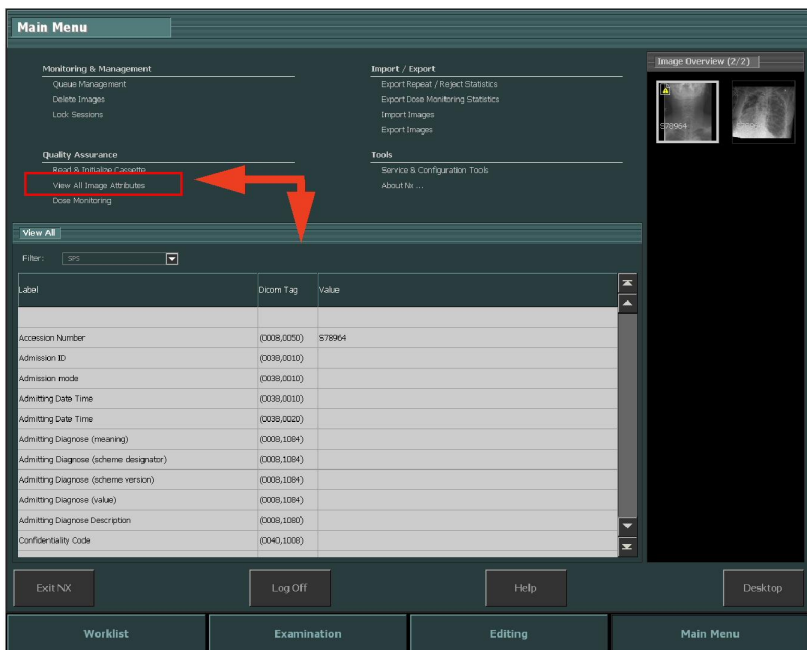 Main Menu
Monitoring & Management
Queue Management
Delete Images
Lock Sessions
Import / Export
Export Repeat / Reject Statistics
Export Dose Monitoring Statistics
Import Images
Export Images
Quality Assurance
Read & Initialize Cassette
View All Image Attributes
Dose Monitoring
Tools
Service & Configuration Tools
About Nx ...
Image Overview (2/2)
S78964
View All
Filter: SPS
Label Dicom Tag Value
Accession Number (0008,0050) S78964
Admission ID (0038,0010)
Admission mode (0038,0010)
Admitting Date Time (0038,0010)
Admitting Date Time (0038,0020)
Admitting Diagnose (meaning) (0008,1084)
Admitting Diagnose (scheme designator) (0008,1084)
Admitting Diagnose (scheme version) (0008,1084)
Admitting Diagnose (value) (0008,1084)
Admitting Diagnose Description (0008,1080)
Confidentiality Code (0040,1008)
Exit NX Log Off Help Desktop
Worklist Examination Editing Main Menu